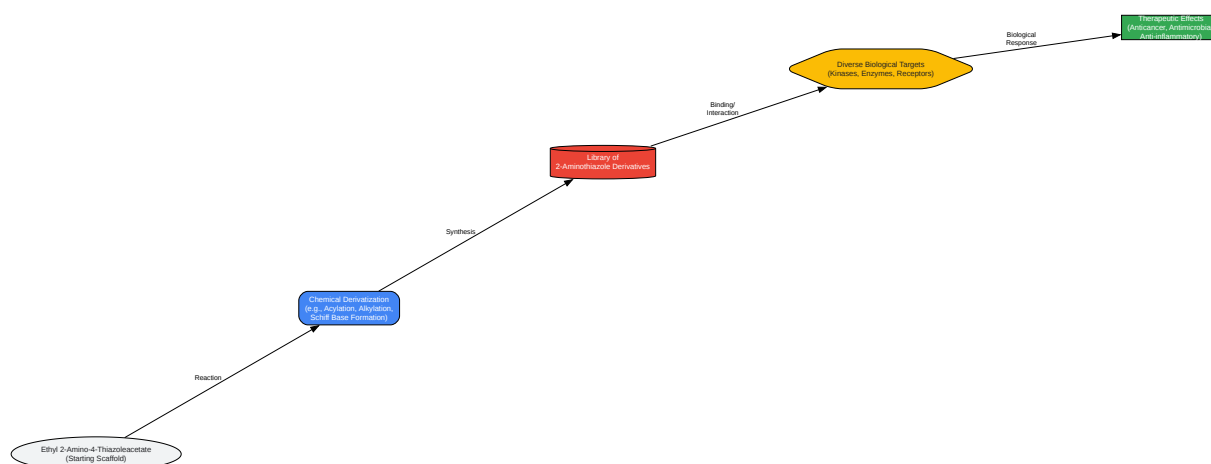 Therapeutic Effects
(Anticancer, Antimicrobia
Anti-inflammatory)
Biological
Response
Diverse Biological Targets
(Kinases, Enzymes, Receptors)
Binding/
Interaction
Library of
2-Aminothiazole Derivatives
Synthesis
Chemical Derivatization
(e.g., Acylation, Alkylation,
Schiff Base Formation)
Reaction
Ethyl 2-Amino-4-Thiazoleacetate
(Starting Scaffold)